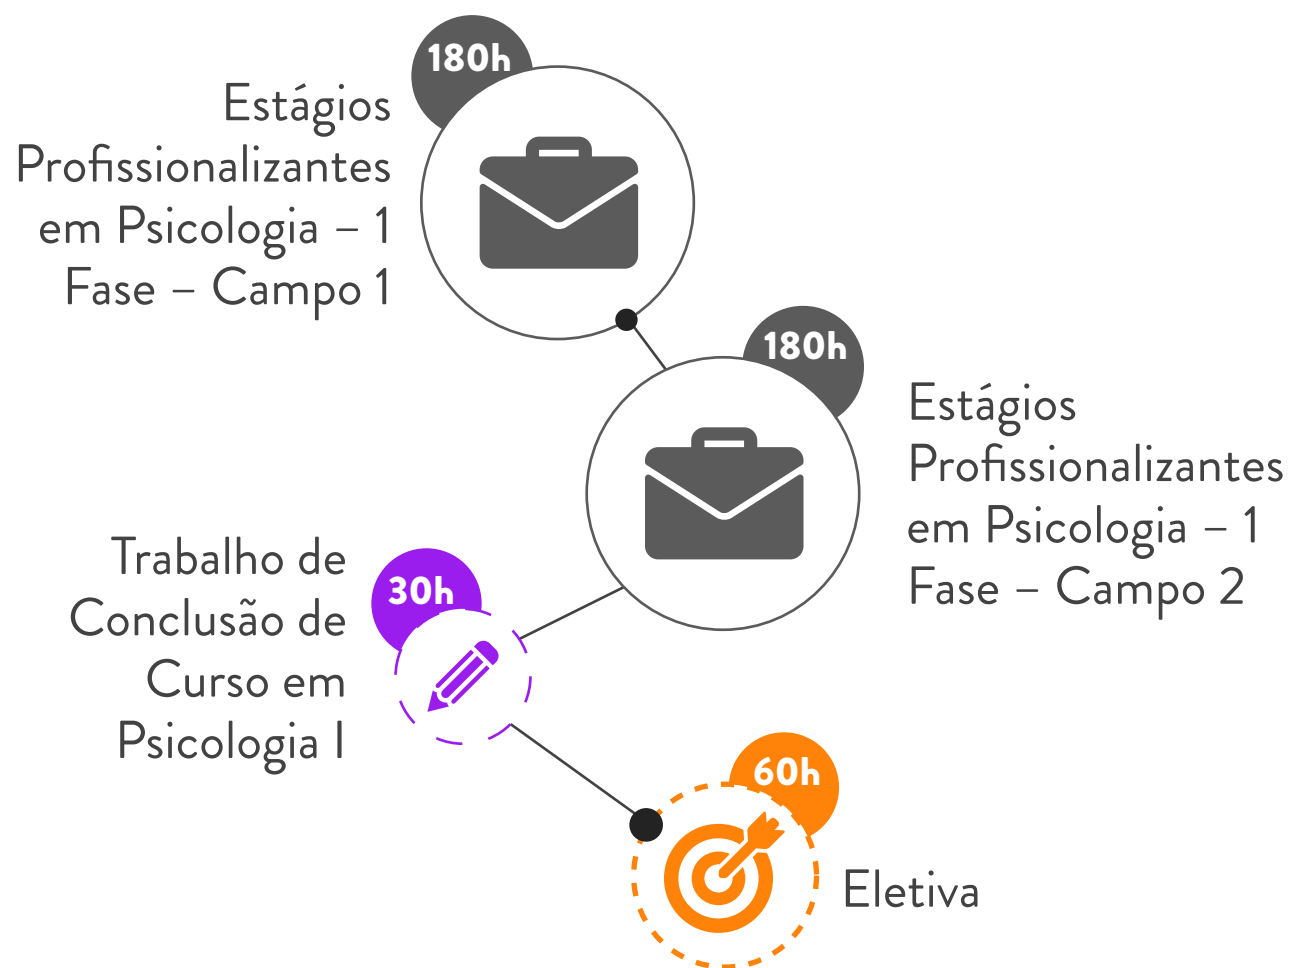 180h
Estágios
Profissionalizantes
em Psicologia – 1
Fase – Campo 1
180h
Estágios
Profissionalizantes
em Psicologia – 1
Fase – Campo 2
30h
Trabalho de
Conclusão de
Curso em
Psicologia I
60h
Eletiva